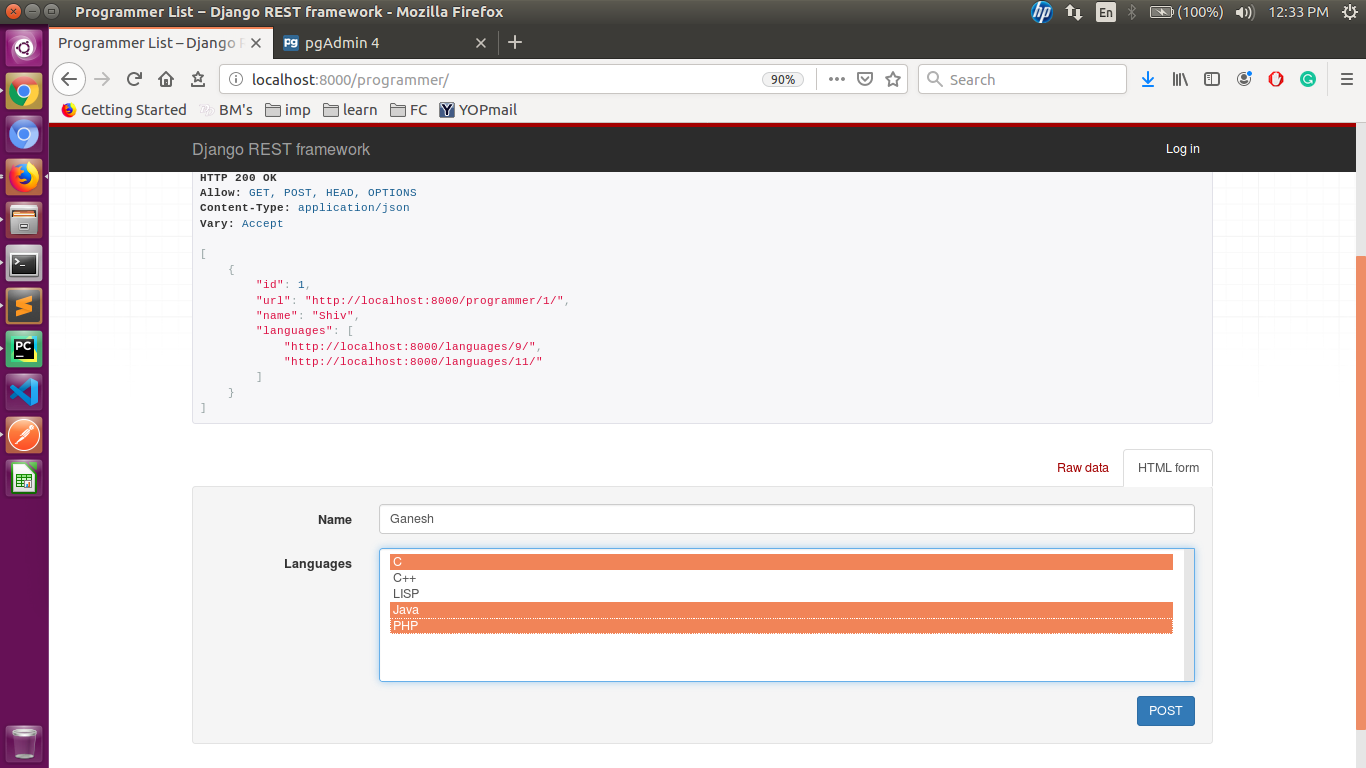 Programmer List – Django REST framework - Mozilla Firefox
En (100%) 12:33 PM
Programmer List – Django R
pgAdmin 4
localhost:8000/programmer/
90%
Search
Getting Started BM's imp learn FC YOPmail
Django REST framework
Log in
HTTP 200 OK
Allow: GET, POST, HEAD, OPTIONS
Content-Type: application/json
Vary: Accept
[
{
"id": 1,
"url": "http://localhost:8000/programmer/1/",
"name": "Shiv",
"languages": [
"http://localhost:8000/languages/9/",
"http://localhost:8000/languages/11/"
]
}
]
Raw data
HTML form
Name
Ganesh
Languages
C
C++
LISP
Java
PHP
POST